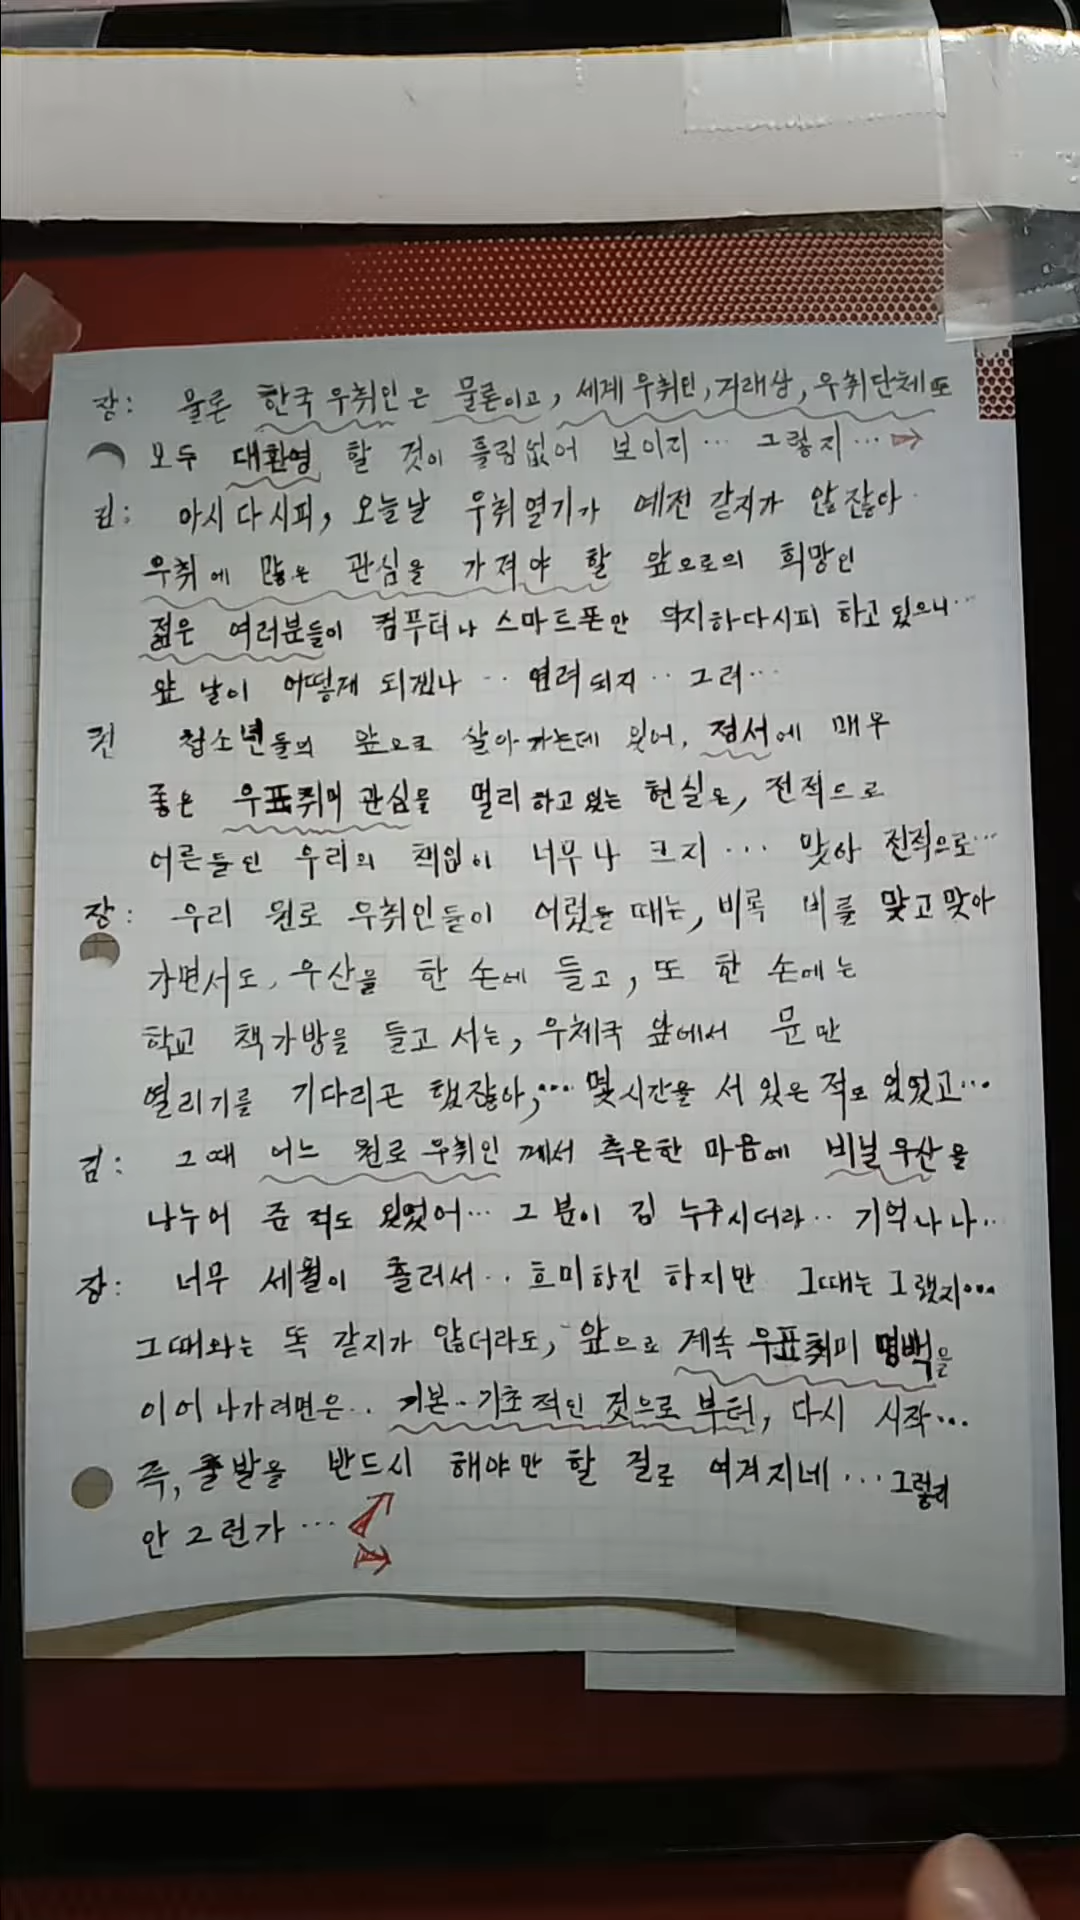 장: 물론 한국우취인은 물론이고, 세계우취인, 거래상, 우취단체도
모두 대환영 할 것이 틀림없어 보이지... 그렇지...
아시다시피, 오늘날 우취열기가 예전 같지가 않잖아
우취에 많은 관심을 가져야 할 앞으로의 희망인
젊은 여러분들이 컴퓨터나 스마트폰만 하다시피 하고 있으니...
앞날이 어떻게 되겠나.. 염려되지.. 그려...
청소년들의 앞으로 살아가는데 있어, 정서에 매우
좋은 우표취미 관심을 멀리하고 있는 현실은, 전적으로
어른들인 우리의 책임이 너무나 크지... 맞아 전적으로...
장: 우리 원로 우취인들이 어렸을 때는, 비록 비를 맞고 맞아
가면서도, 우산을 한 손에 들고, 또 한 손에는
학교 책가방을 들고서는, 우체국 앞에서 문만
열리기를 기다리곤 했잖아,... 몇시간을 서 있은 적도 있었고...
김: 그때 어느 원로우취인께서 측은한 마음에 비닐우산을
나누어 준 적도 있었어... 그 분이 김 누구시더라.. 기억나나..
장: 너무 세월이 흘러서.. 흐미해진 하지만 그때는 그랬지...
그때와는 똑 같지가 않더라도, 앞으로 계속 우표취미 명맥을
이어나가려면은.. 기본..기초적인 것으로 부터, 다시 시작...
즉, 출발을 반드시 해야만 할 걸로 여겨지네... 그렇지
안 그런가...